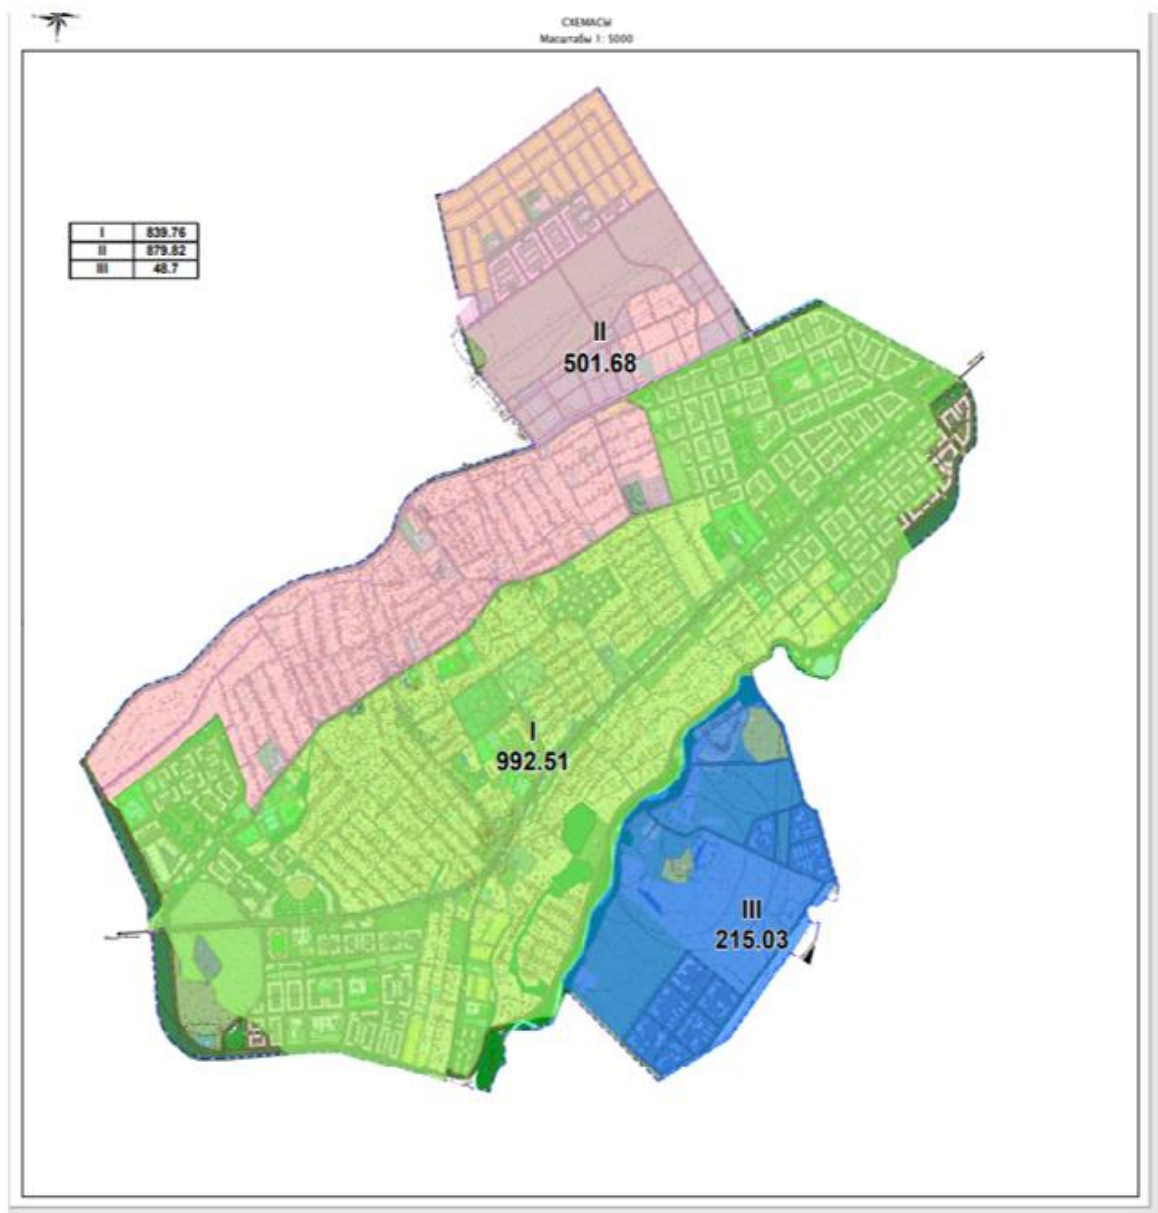 СХЕМАСЫ
Масштабы 1: 5000
I 839.76
II 879.82
III 48.7
II
501.68
I
992.51
III
215.03